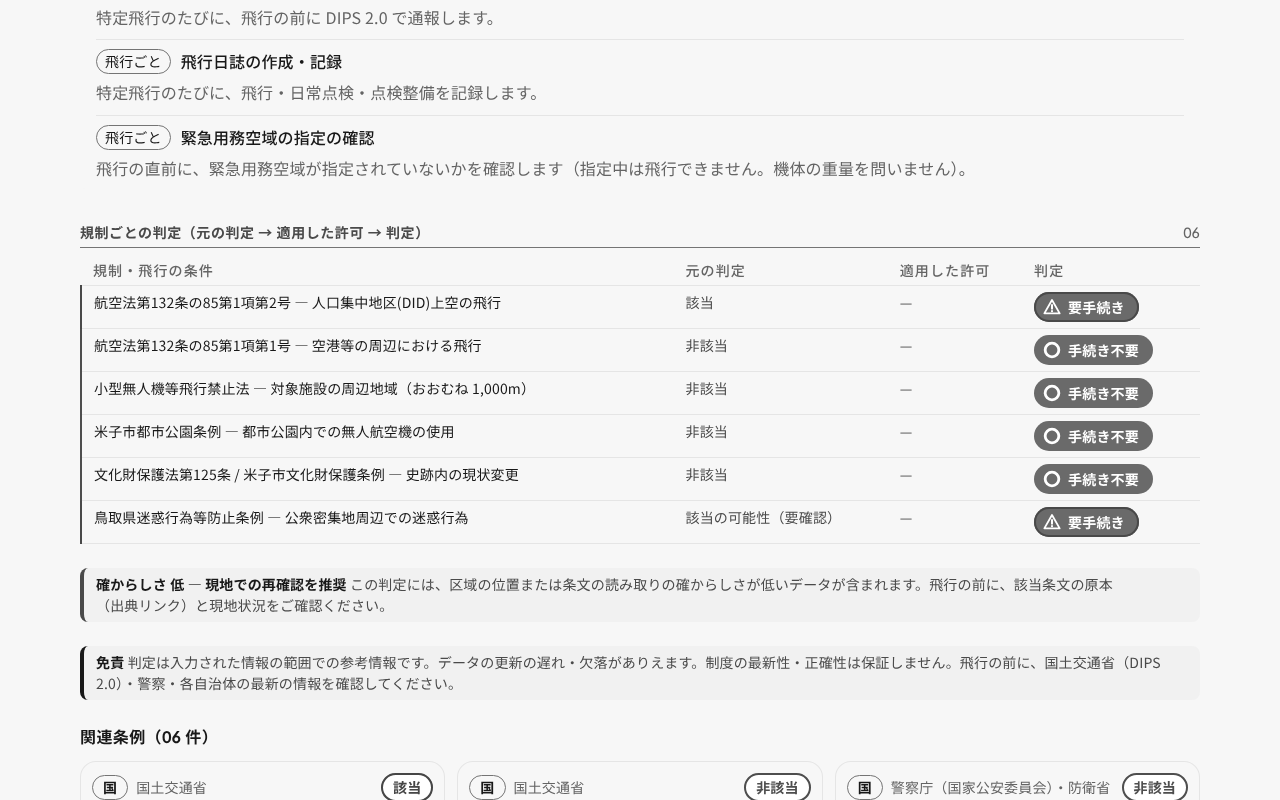 特定飛行のたびに、飛行の前に DIPS 2.0 で通報します。
飛行ごと 飛行日誌の作成・記録
特定飛行のたびに、飛行・日常点検・点検整備を記録します。
飛行ごと 緊急用務空域の指定の確認
飛行の直前に、緊急用務空域が指定されていないかを確認します（指定中は飛行できません。機体の重量を問いません）。
規制ごとの判定（元の判定 → 適用した許可 → 判定） 06
規制・飛行の条件 元の判定 適用した許可 判定
航空法第132条の85第1項第2号 — 人口集中地区(DID)上空の飛行 該当 — 要手続き
航空法第132条の85第1項第1号 — 空港等の周辺における飛行 非該当 — 手続き不要
小型無人機等飛行禁止法 — 対象施設の周辺地域（おおむね 1,000m） 非該当 — 手続き不要
米子市都市公園条例 — 都市公園内での無人航空機の使用 非該当 — 手続き不要
文化財保護法第125条 / 米子市文化財保護条例 — 史跡内の現状変更 非該当 — 手続き不要
鳥取県迷惑行為等防止条例 — 公衆密集地周辺での迷惑行為 該当の可能性（要確認） — 要手続き
確からしさ 低 — 現地での再確認を推奨 この判定には、区域の位置または条文の読み取りの確からしさが低いデータが含まれます。飛行の前に、該当条文の原本
（出典リンク）と現地状況をご確認ください。
免責 判定は入力された情報の範囲での参考情報です。データの更新の遅れ・欠落がありえます。制度の最新性・正確性は保証しません。飛行の前に、国土交通省（DIPS
2.0）・警察・各自治体の最新の情報を確認してください。
関連条例（06 件）
国 国土交通省 該当 国 国土交通省 非該当 国 警察庁（国家公安委員会）・防衛省 非該当